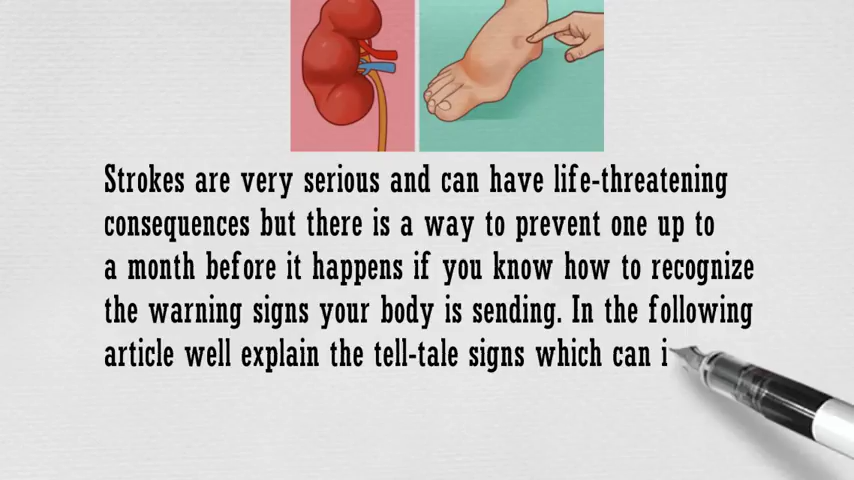 Strokes are very serious and can have life-threatening
consequences but there is a way to prevent one up to
a month before it happens if you know how to recognize
the warning signs your body is sending. In the following
article well explain the tell-tale signs which can i